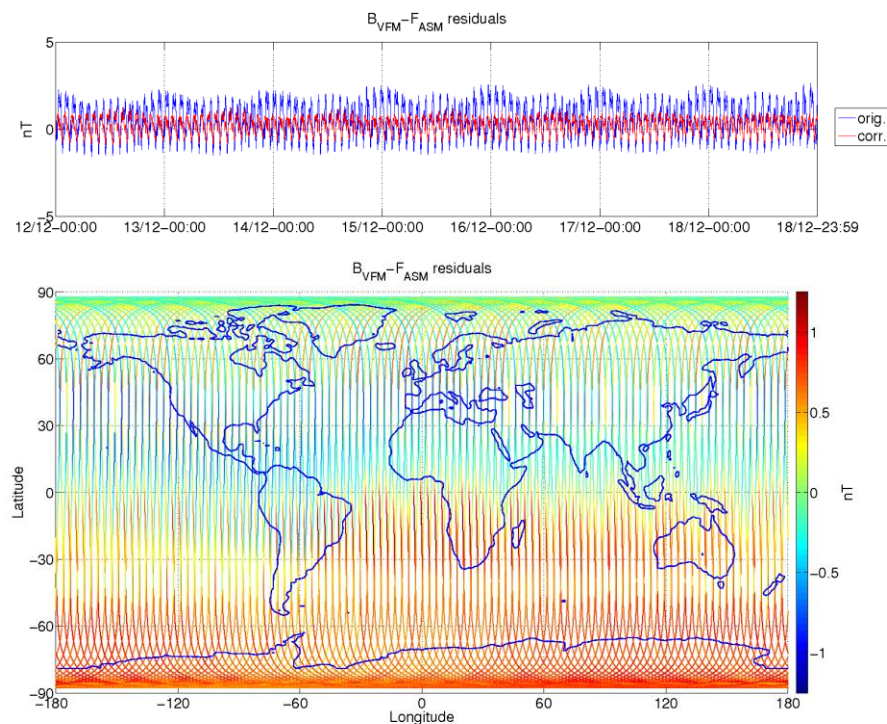 B_VFM−F_ASM residuals
5
0
−5
nT
12/12−00:00 13/12−00:00 14/12−00:00 15/12−00:00 16/12−00:00 17/12−00:00 18/12−00:00 18/12−23:59
orig.
corr.
B_VFM−F_ASM residuals
90
60
30
0
−30
−60
−90
Latitude
−180 −120 −60 0 60 120 180
Longitude
1
0.5
0
−0.5
−1
nT